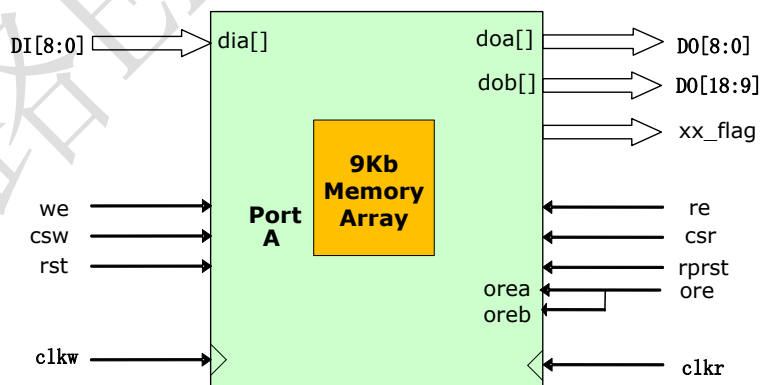 DI[8:0] dia[] doa[] DO[8:0]
dob[] DO[18:9]
xx_flag
9Kb
Memory
Array
Port
A
we re
csw csr
rst rprst
orea ore
oreb
clkw clkr